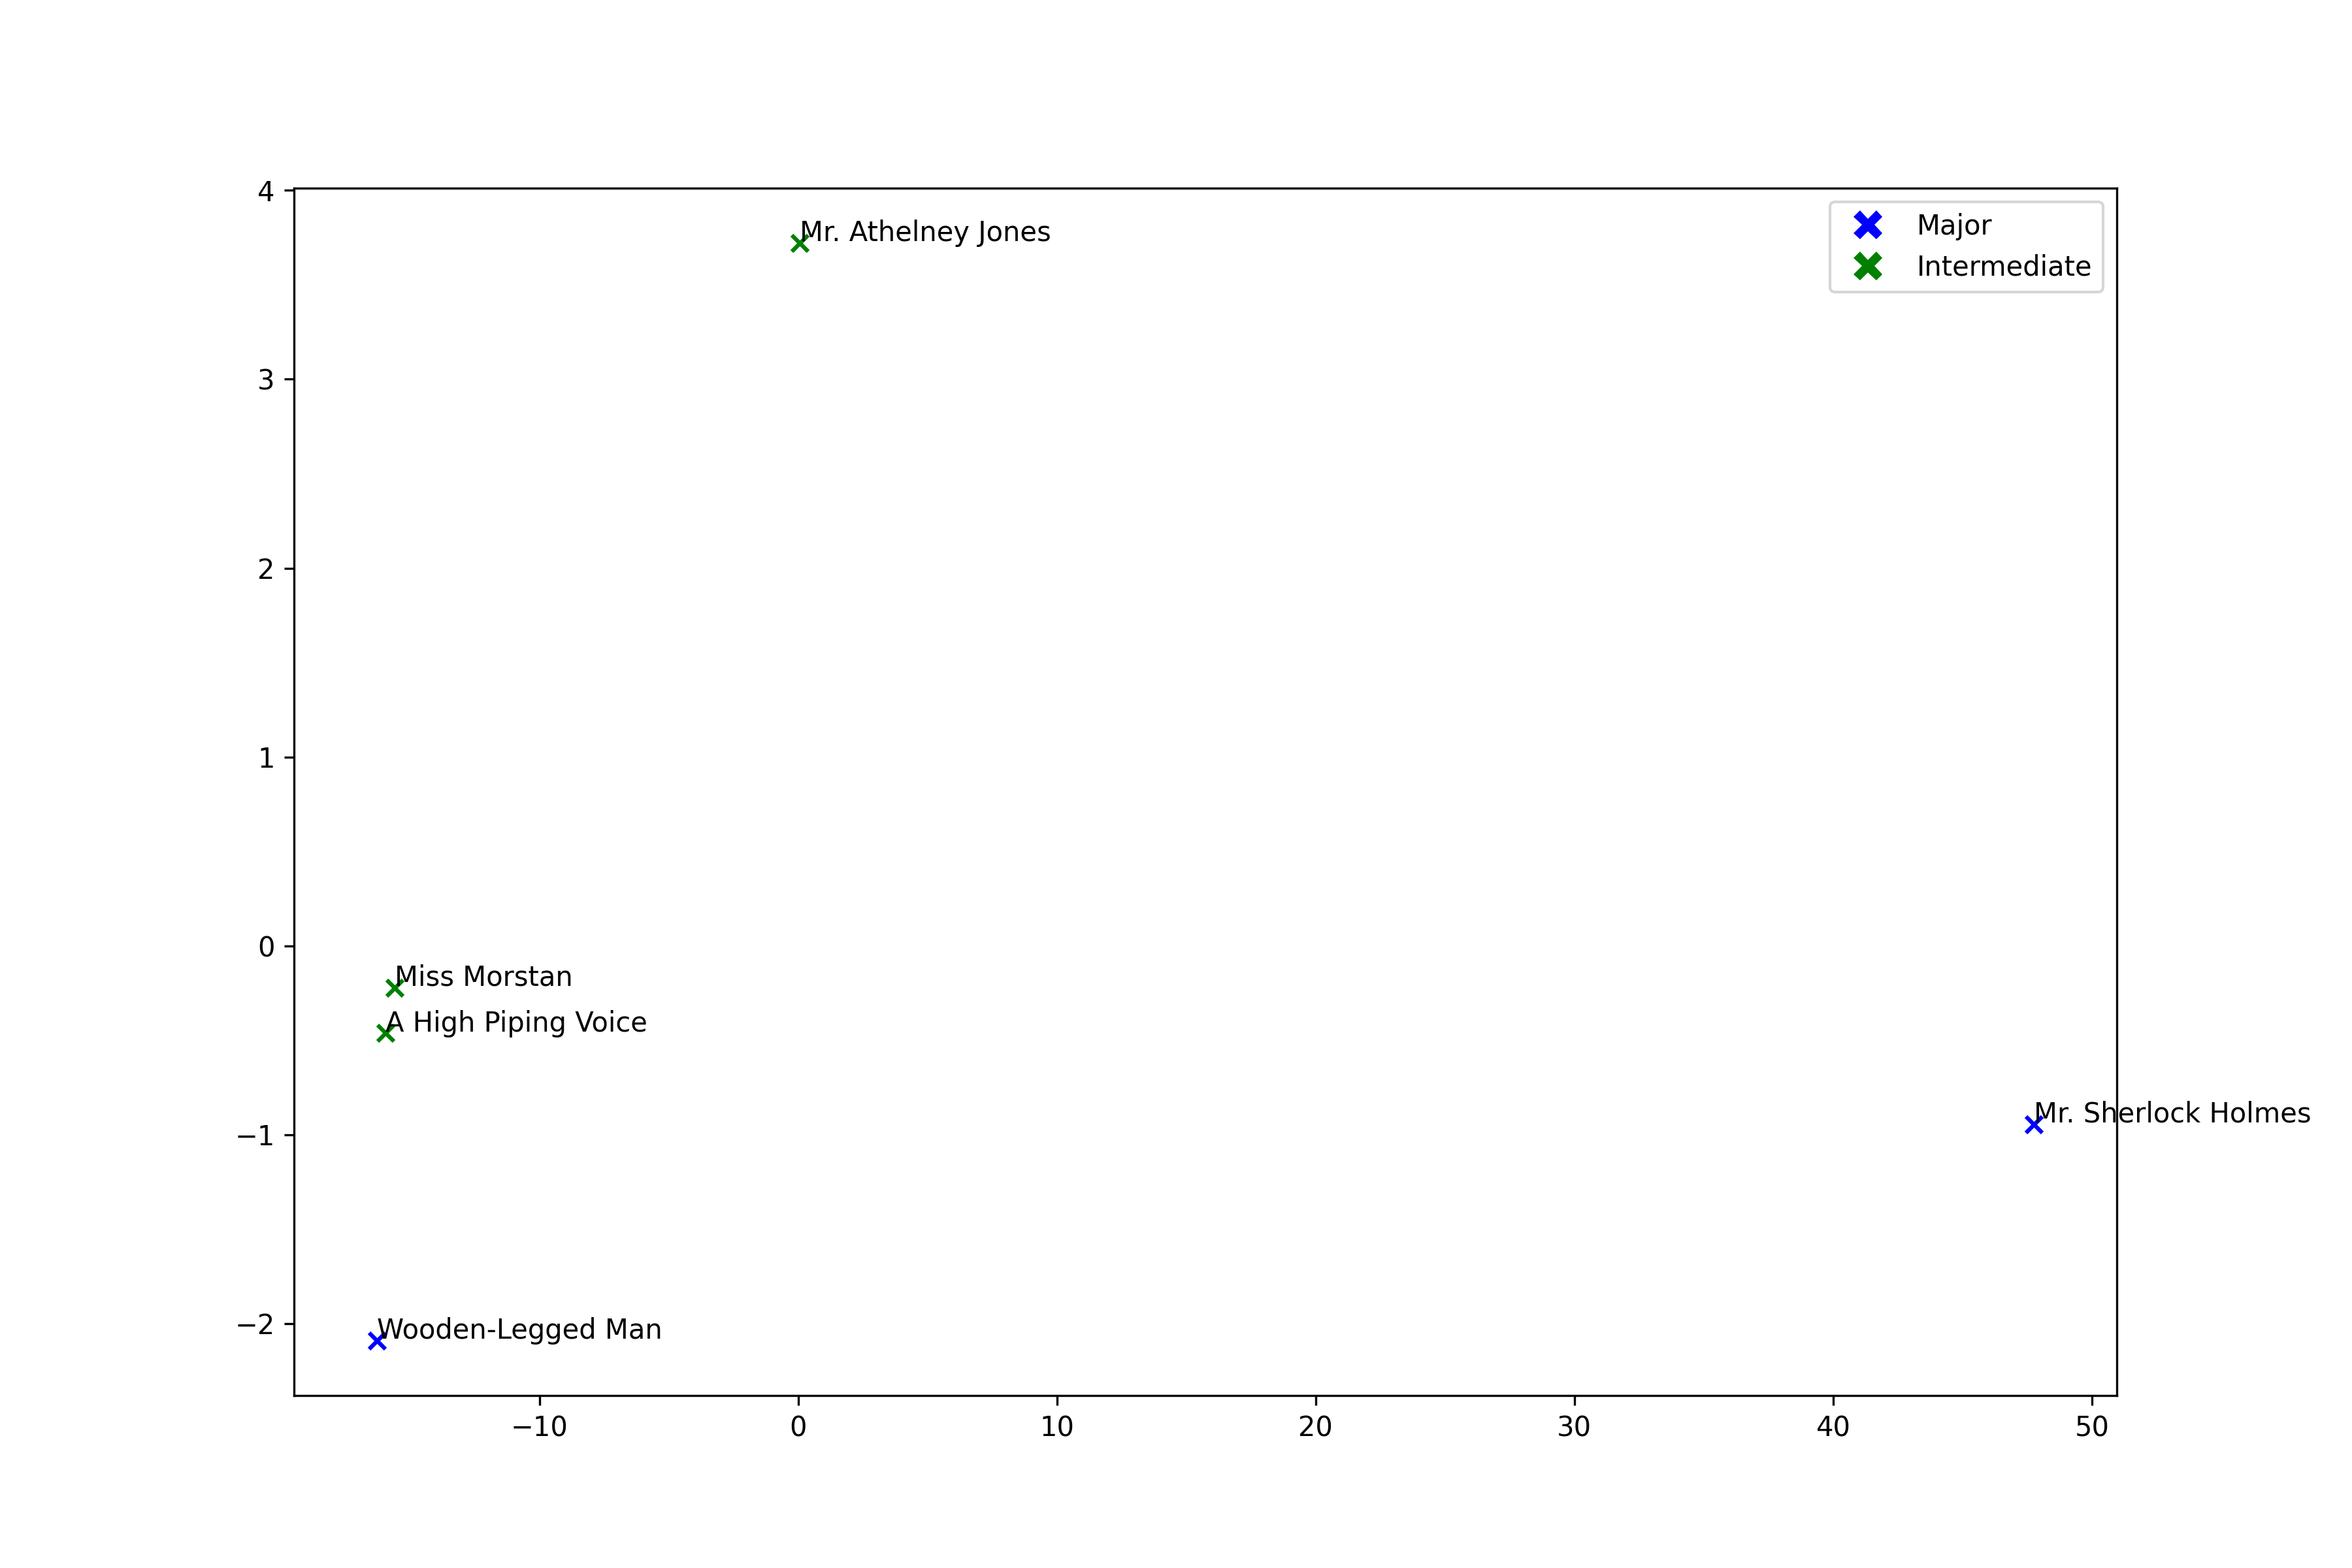 4
Mr. Athelney Jones
Major
Intermediate
3
2
1
0
Miss Morstan
A High Piping Voice
Mr. Sherlock Holmes
−1
−2
Wooden-Legged Man
−10 0 10 20 30 40 50